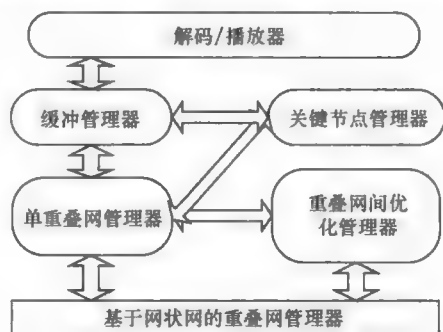 解码/播放器
缓冲管理器
关键节点管理器
单重叠网管理器
重叠网间优
化管理器
基于网状网的重叠网管理器